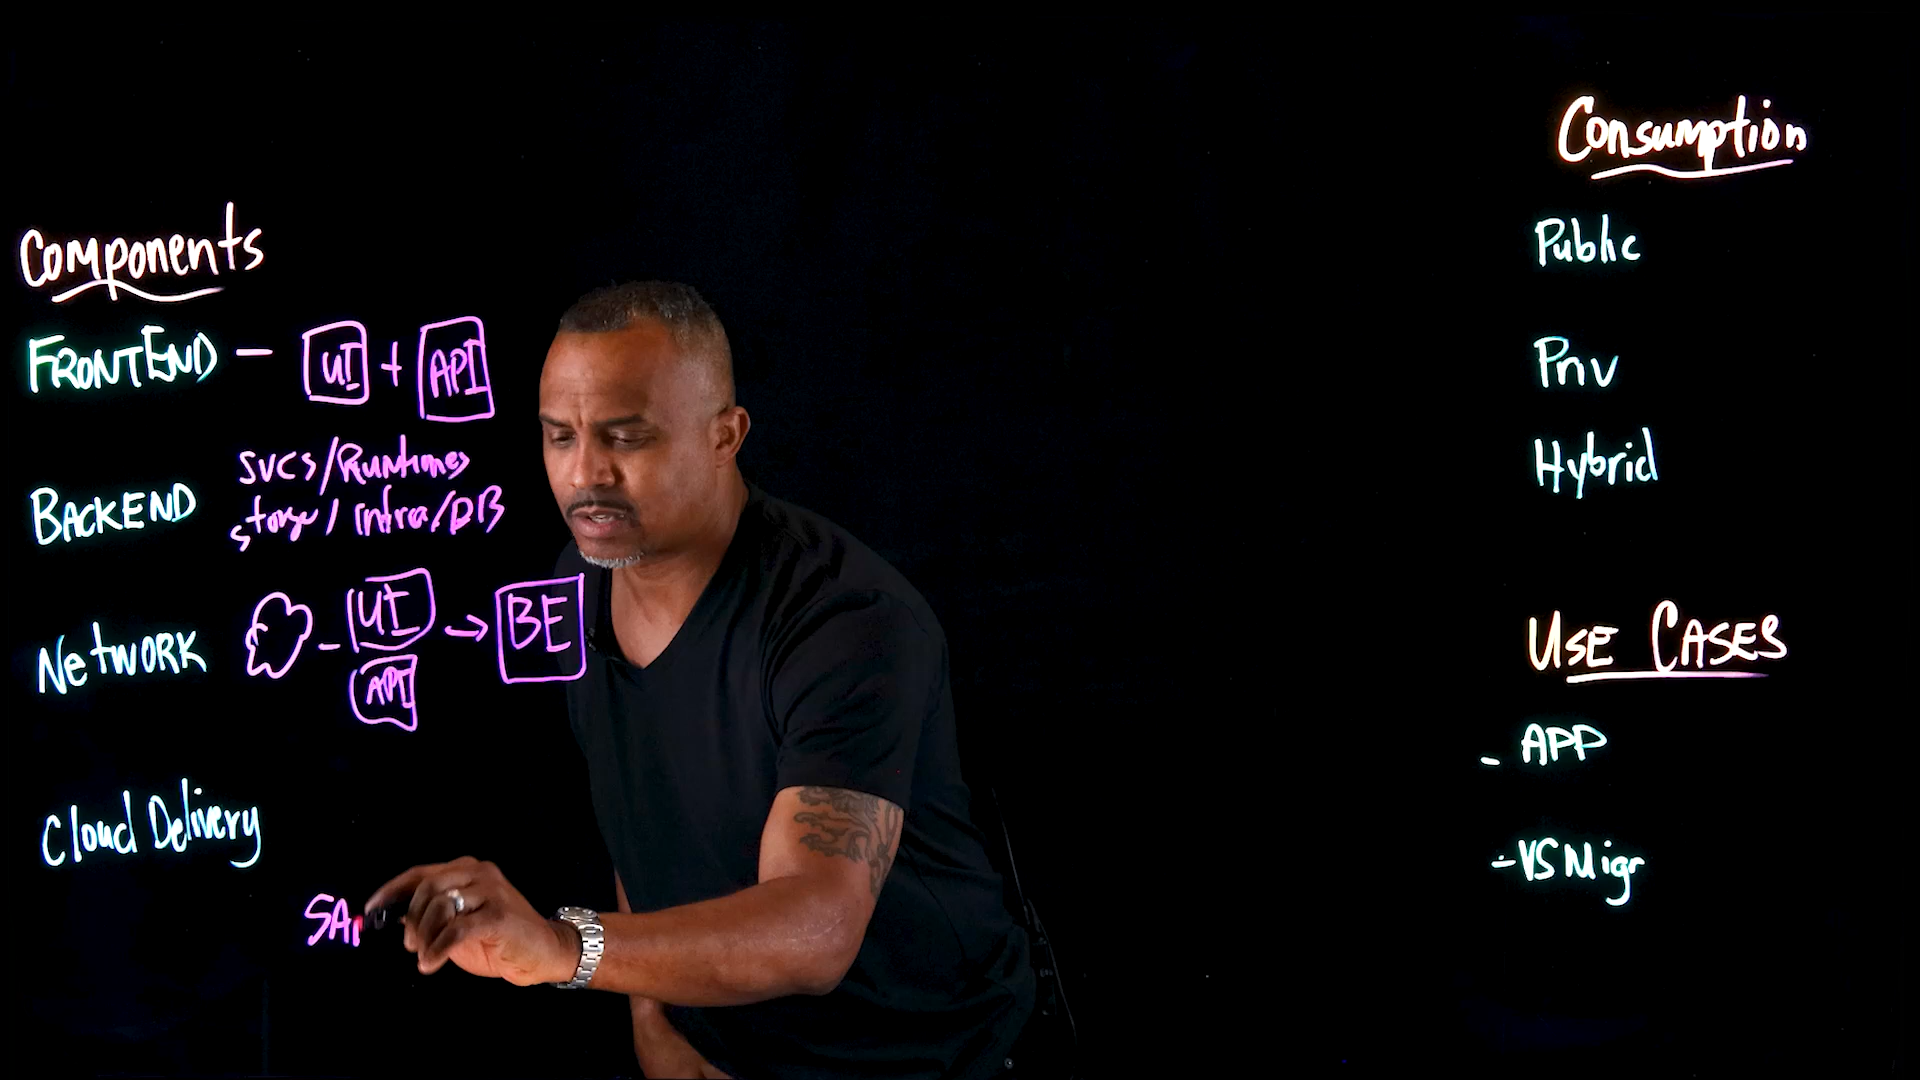 Components
FRONTEND - UI + API
BACKEND
SVCS/Runtimes
/ Infra/DB
Network - UI → BE
API
Cloud Delivery
SA
Consumption
Public
Priv
Hybrid
USE CASES
- APP
- VS Migr